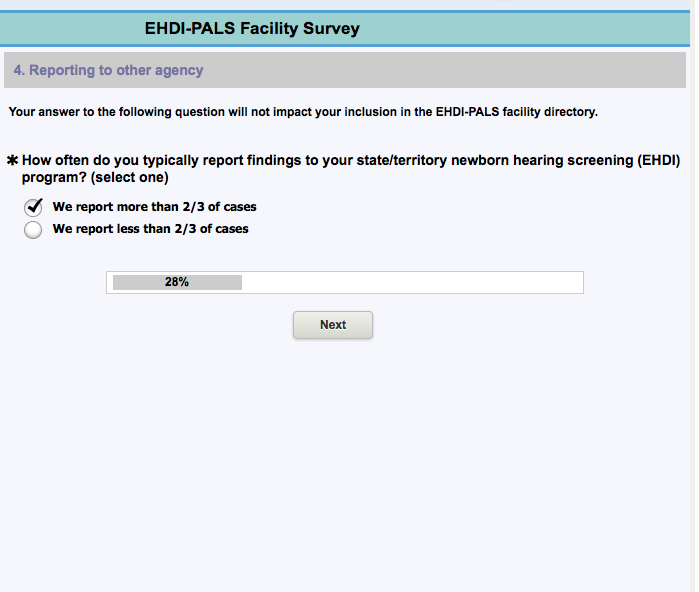 EHDI-PALS Facility Survey
4. Reporting to other agency
Your answer to the following question will not impact your inclusion in the EHDI-PALS facility directory.
* How often do you typically report findings to your state/territory newborn hearing screening (EHDI)
program? (select one)
We report more than 2/3 of cases
We report less than 2/3 of cases
28%
Next